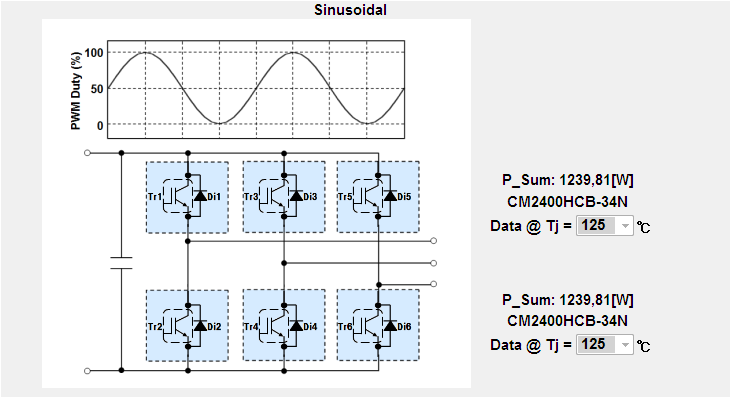 Sinusoidal
PWM Duty (%)
100
50
0
Tr1 Di1 Tr3 Di3 Tr5 Di5
P_Sum: 1239,81[W]
CM2400HCB-34N
Data @ Tj = 125 ℃
Tr2 Di2 Tr4 Di4 Tr6 Di6
P_Sum: 1239,81[W]
CM2400HCB-34N
Data @ Tj = 125 ℃